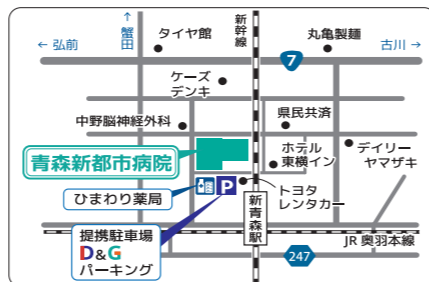 ← 弘前
↑
蟹田
タイヤ館
新幹線
丸亀製麺
古川 →
7
ケーズ
デンキ
中野脳神経外科
県民共済
青森新都市病院
ホテル
東横イン
デイリー
ヤマザキ
ひまわり薬局
P
トヨタ
レンタカー
提携駐車場
D&G
パーキング
新青森駅
JR 奥羽本線
247